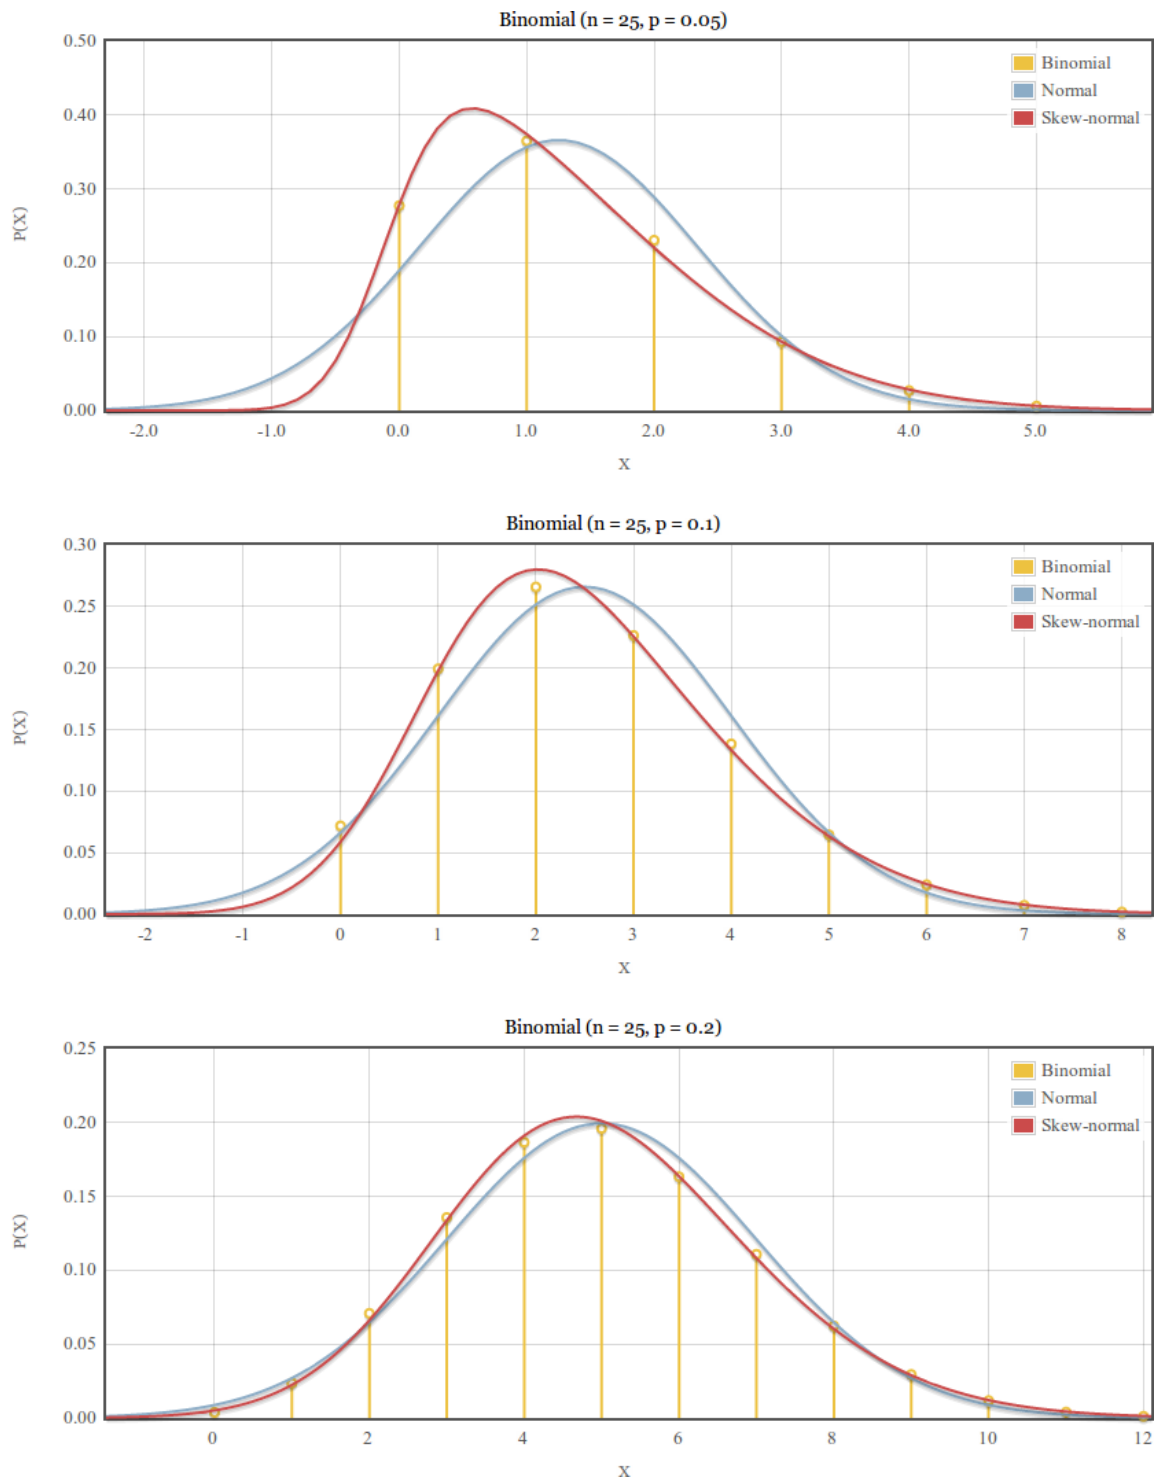 Binomial (n = 25, p = 0.05)
0.50
0.40
0.30
0.20
0.10
0.00
P(X)
Binomial
Normal
Skew-normal
-2.0 -1.0 0.0 1.0 2.0 3.0 4.0 5.0
X
Binomial (n = 25, p = 0.1)
0.30
0.25
0.20
0.15
0.10
0.05
0.00
P(X)
Binomial
Normal
Skew-normal
-2 -1 0 1 2 3 4 5 6 7 8
X
Binomial (n = 25, p = 0.2)
0.25
0.20
0.15
0.10
0.05
0.00
P(X)
Binomial
Normal
Skew-normal
0 2 4 6 8 10 12
X